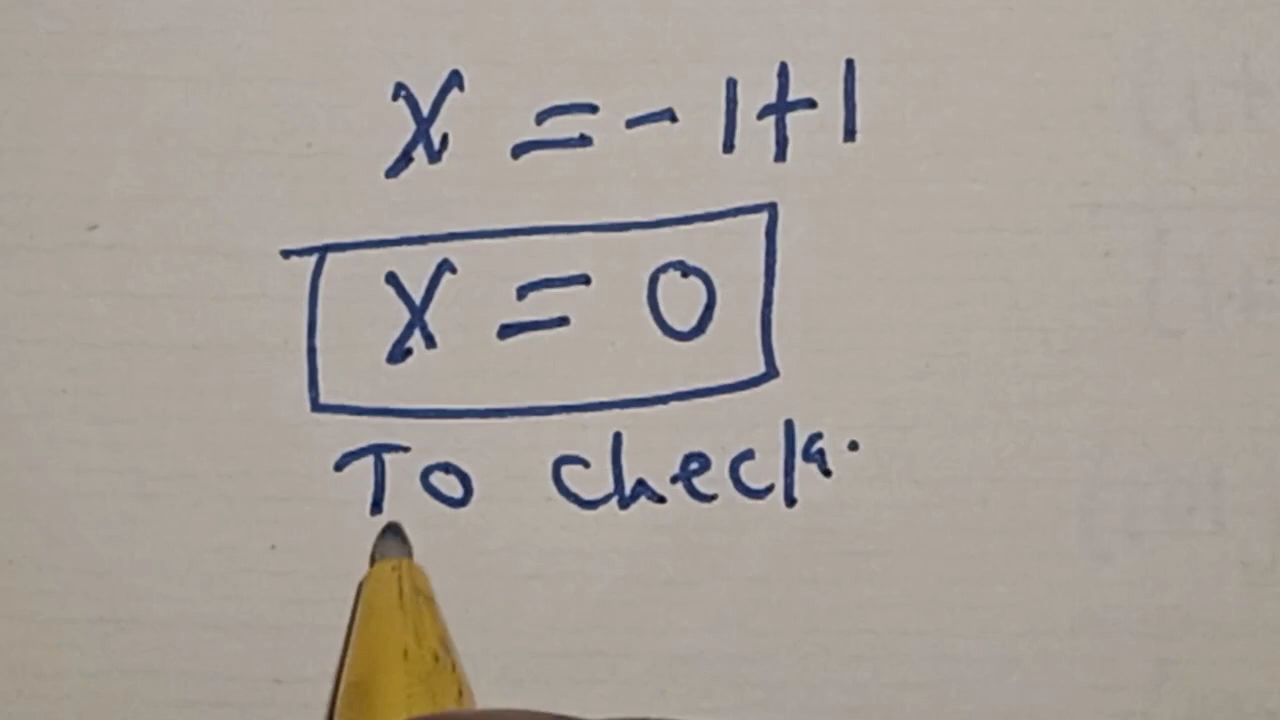 x = - 1 + 1
x = 0
To check.